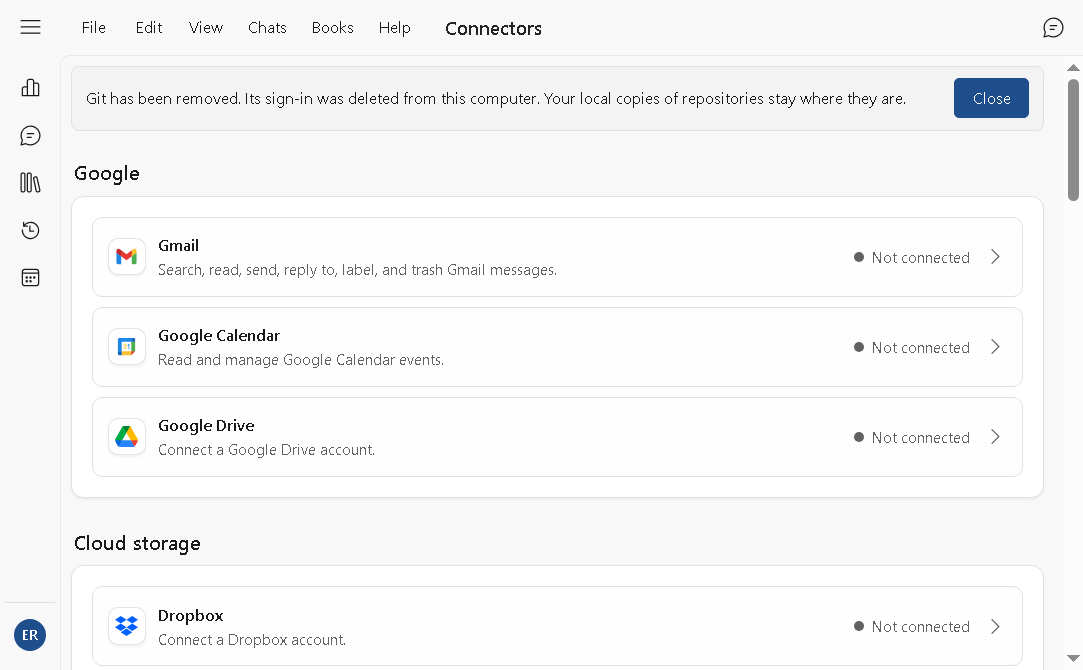 File Edit View Chats Books Help Connectors
Git has been removed. Its sign-in was deleted from this computer. Your local copies of repositories stay where they are.
Close
Google
Gmail
Search, read, send, reply to, label, and trash Gmail messages.
Not connected
Google Calendar
Read and manage Google Calendar events.
Not connected
Google Drive
Connect a Google Drive account.
Not connected
Cloud storage
Dropbox
Connect a Dropbox account.
Not connected
ER